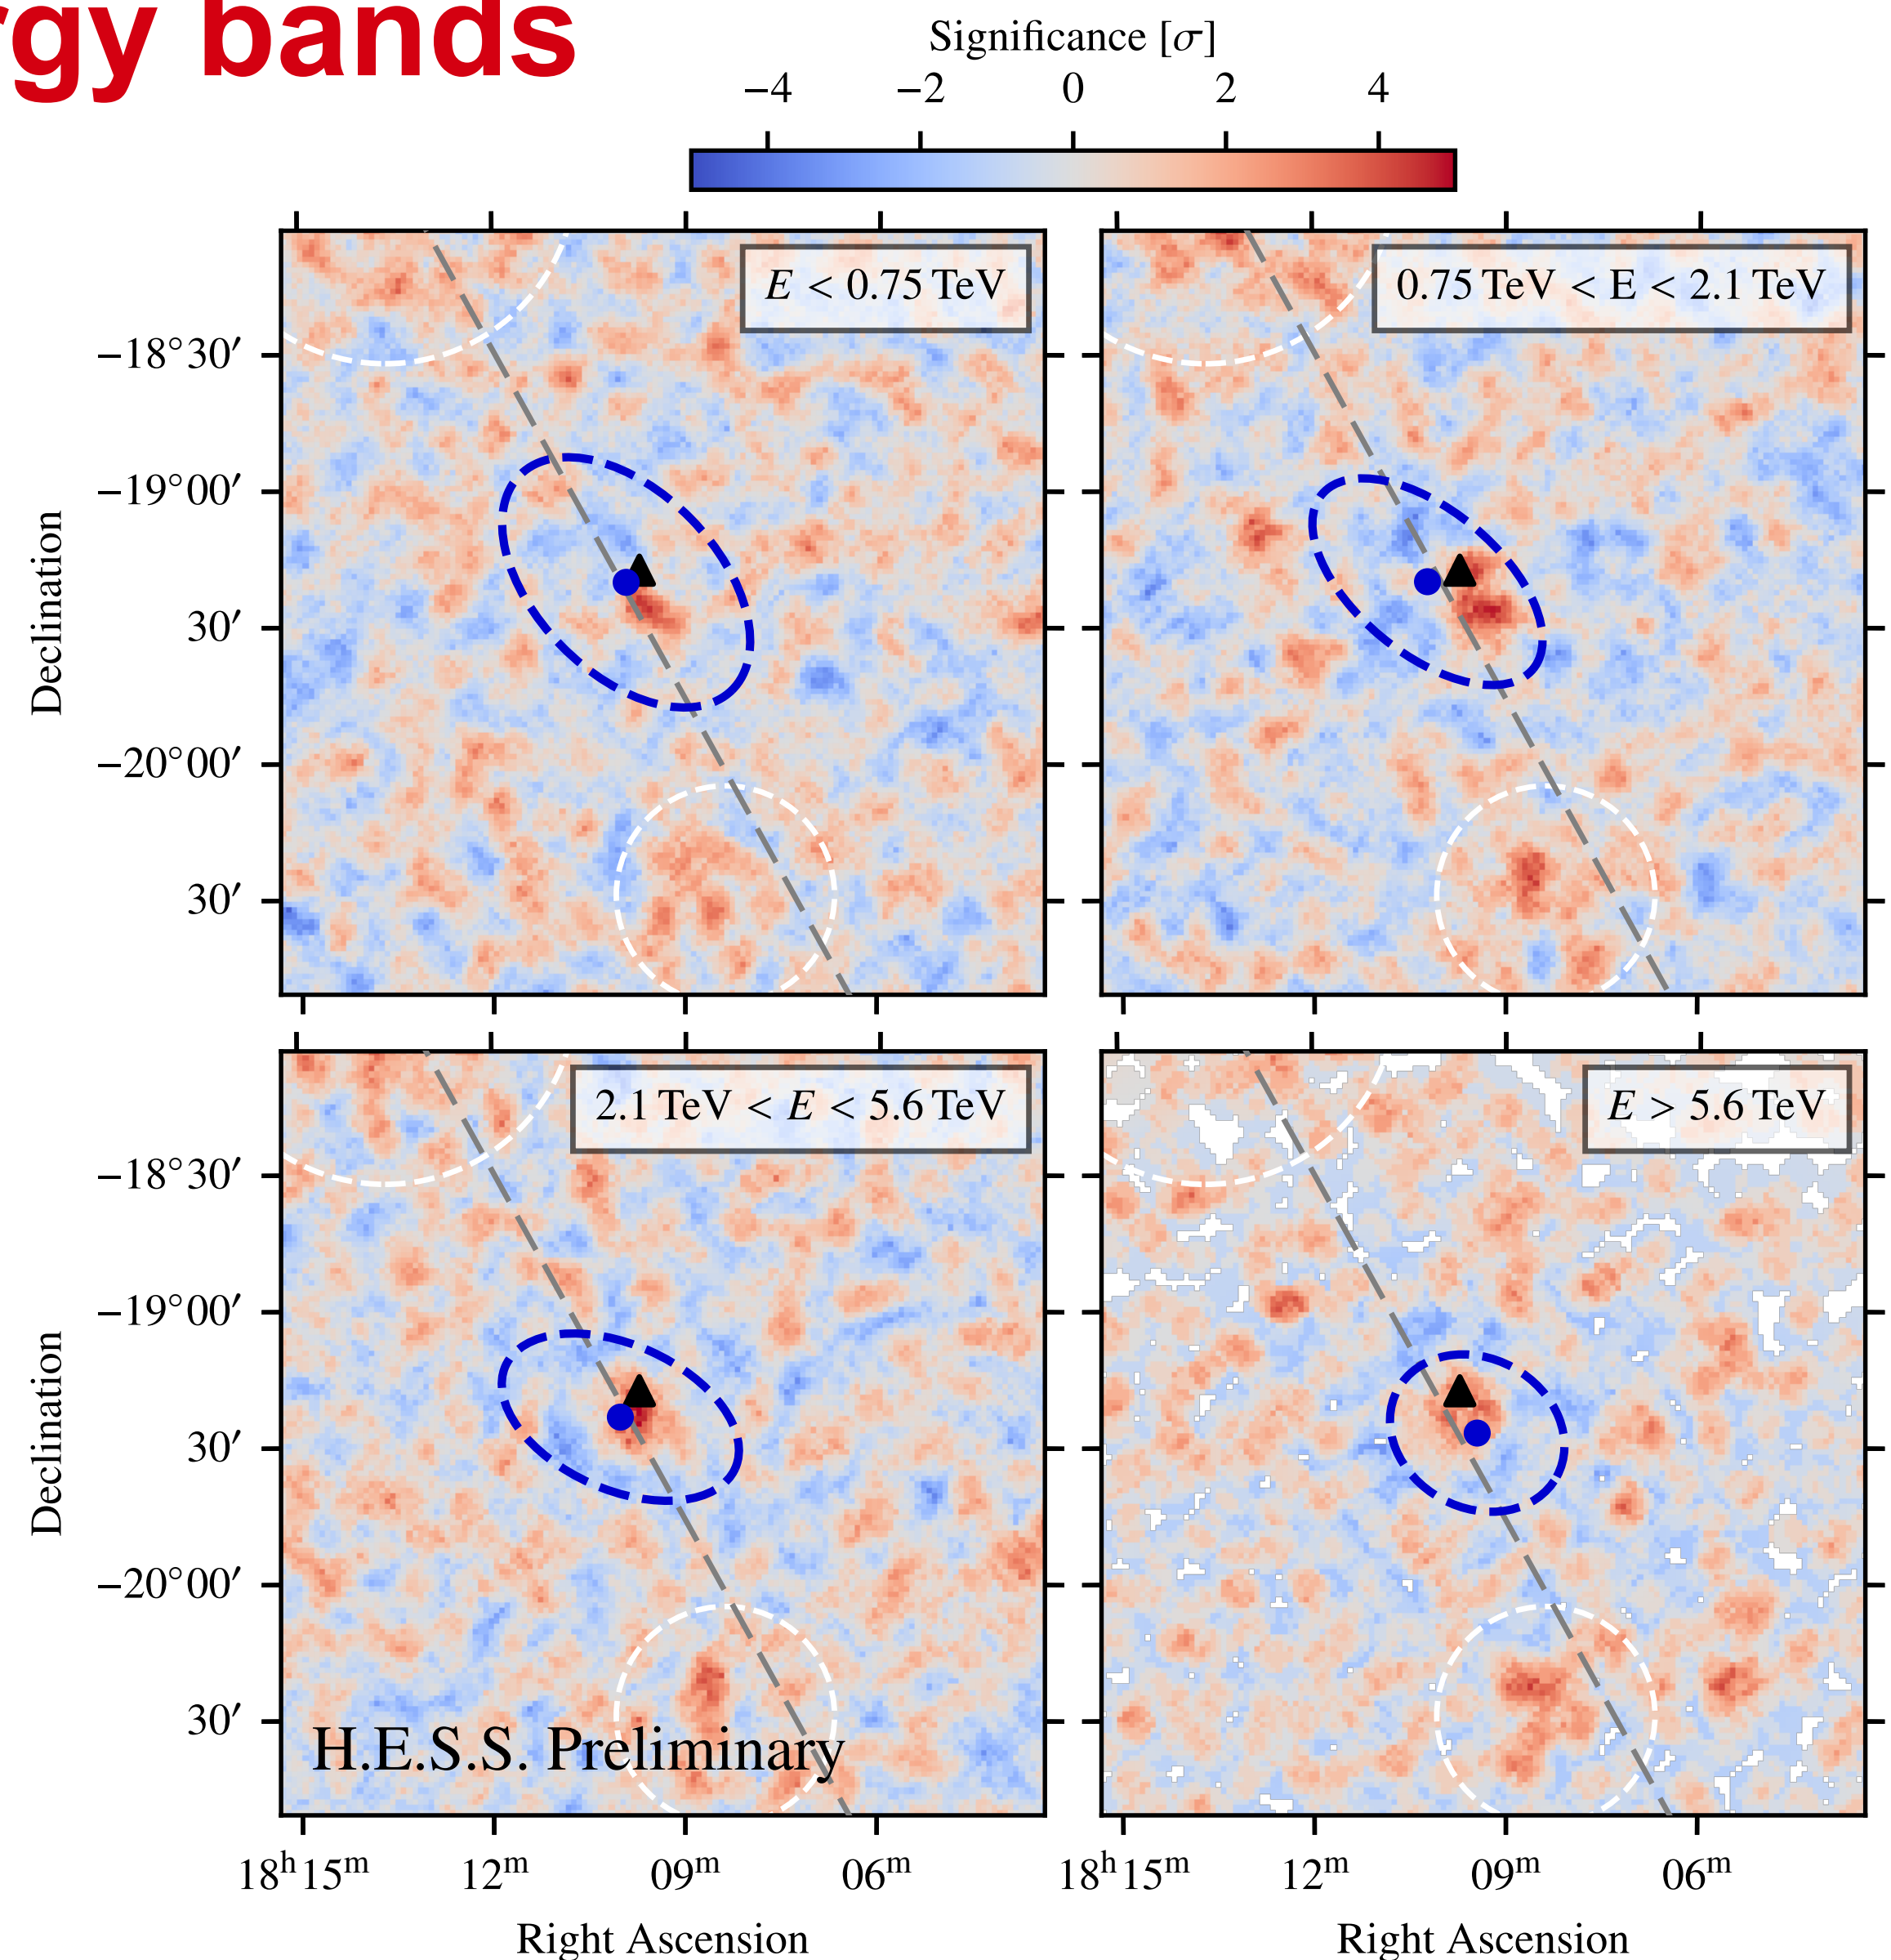 rgy bands
Significance [σ]
−4 −2 0 2 4
E < 0.75 TeV
0.75 TeV < E < 2.1 TeV
−18°30′
−19°00′
30′
−20°00′
30′
Declination
2.1 TeV < E < 5.6 TeV
E > 5.6 TeV
−18°30′
−19°00′
30′
−20°00′
30′
Declination
H.E.S.S. Preliminary
18ʰ15ᵐ 12ᵐ 09ᵐ 06ᵐ
18ʰ15ᵐ 12ᵐ 09ᵐ 06ᵐ
Right Ascension
Right Ascension